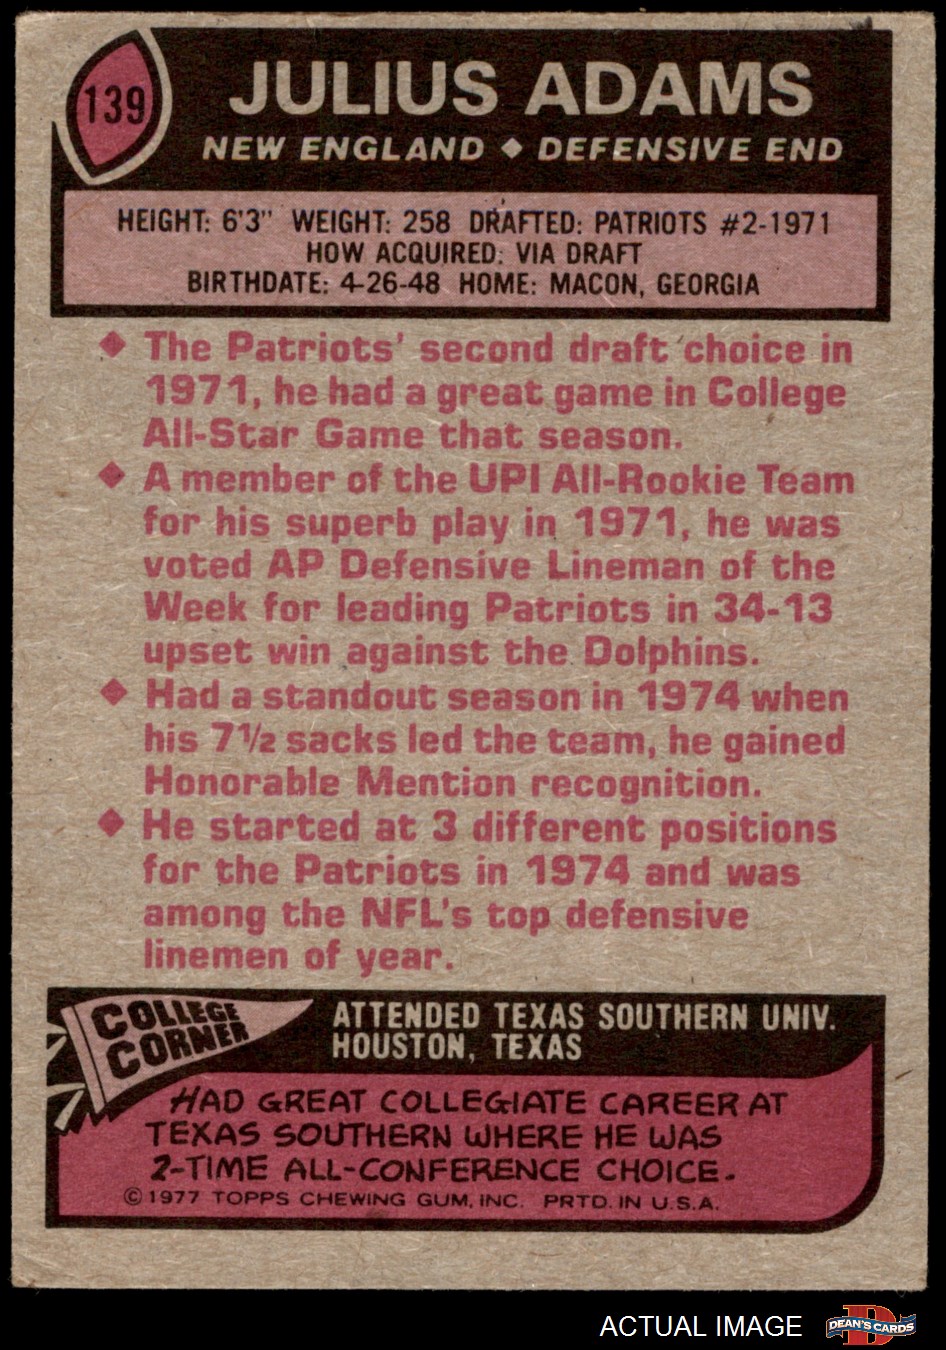 139
JULIUS ADAMS
NEW ENGLAND ◆ DEFENSIVE END
HEIGHT: 6'3" WEIGHT: 258 DRAFTED: PATRIOTS #2-1971
HOW ACQUIRED: VIA DRAFT
BIRTHDATE: 4-26-48 HOME: MACON, GEORGIA
◆ The Patriots' second draft choice in
1971, he had a great game in College
All-Star Game that season.
◆ A member of the UPI All-Rookie Team
for his superb play in 1971, he was
voted AP Defensive Lineman of the
Week for leading Patriots in 34-13
upset win against the Dolphins.
◆ Had a standout season in 1974 when
his 7½ sacks led the team, he gained
Honorable Mention recognition.
◆ He started at 3 different positions
for the Patriots in 1974 and was
among the NFL's top defensive
linemen of year.
COLLEGE
CORNER
ATTENDED TEXAS SOUTHERN UNIV.
HOUSTON, TEXAS
HAD GREAT COLLEGIATE CAREER AT
TEXAS SOUTHERN WHERE HE WAS
2-TIME ALL-CONFERENCE CHOICE.
©1977 TOPPS CHEWING GUM, INC. PRTD. IN U.S.A.
ACTUAL IMAGE
D
DEAN'S CARDS